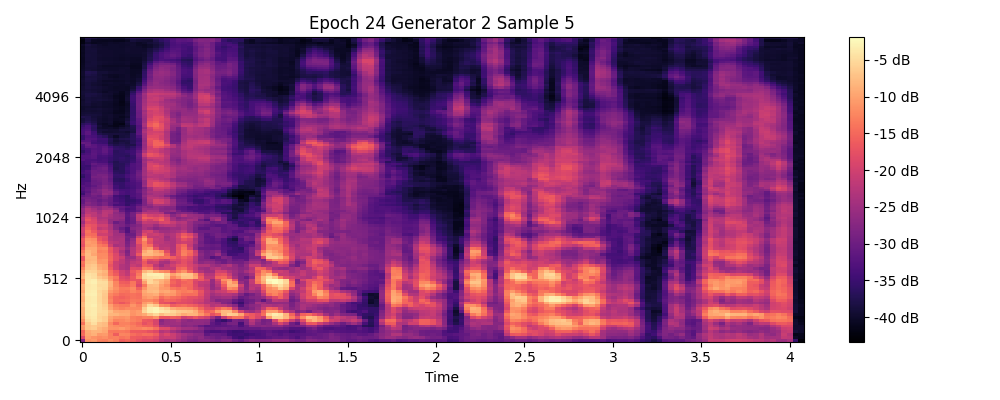 Epoch 24 Generator 2 Sample 5
Hz
4096
2048
1024
512
0
0
0.5
1
1.5
2
2.5
3
3.5
4
Time
-5 dB
-10 dB
-15 dB
-20 dB
-25 dB
-30 dB
-35 dB
-40 dB